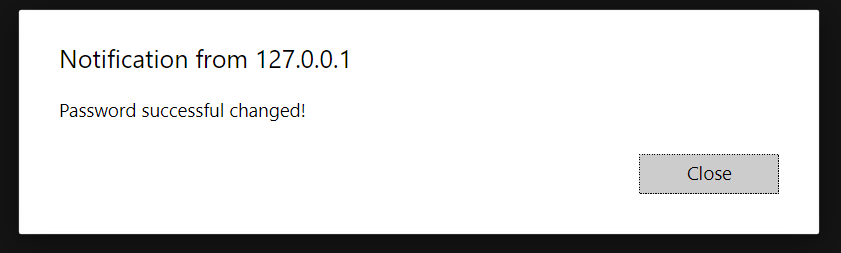 Notification from 127.0.0.1
Password successful changed!
Close